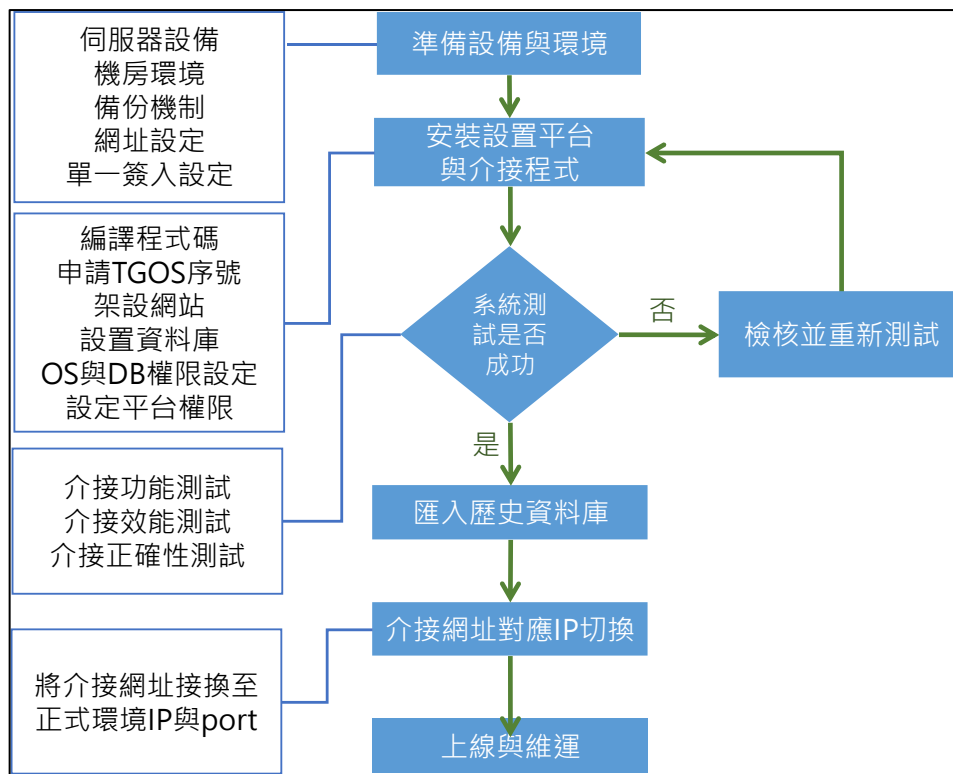 伺服器設備
機房環境
備份機制
網址設定
單一簽入設定
準備設備與環境
編譯程式碼
申請TGOS序號
架設網站
設置資料庫
OS與DB權限設定
設定平台權限
安裝設置平台
與介接程式
介接功能測試
介接效能測試
介接正確性測試
系統測
試是否
成功
否
檢核並重新測試
是
匯入歷史資料庫
將介接網址接換至
正式環境IP與port
介接網址對應IP切換
上線與維運